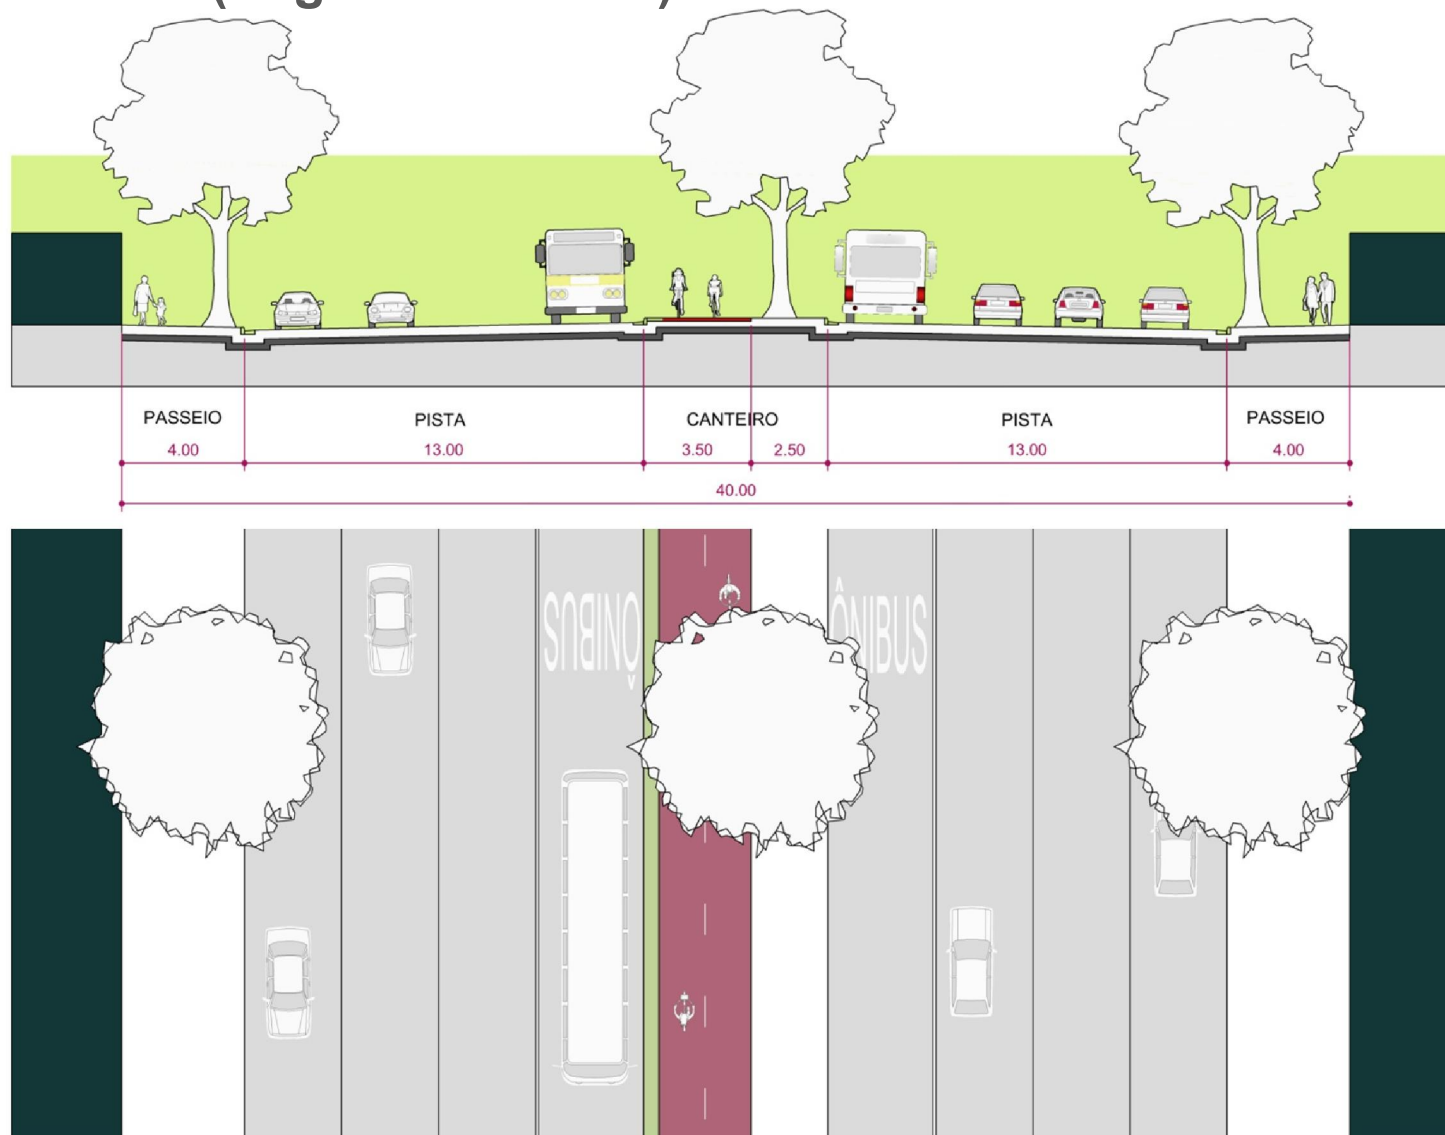 PASSEIO PISTA CANTEIRO PISTA PASSEIO
4.00 13.00 3.50 2.50 13.00 4.00
40.00
ÔNIBUS ÔNIBUS